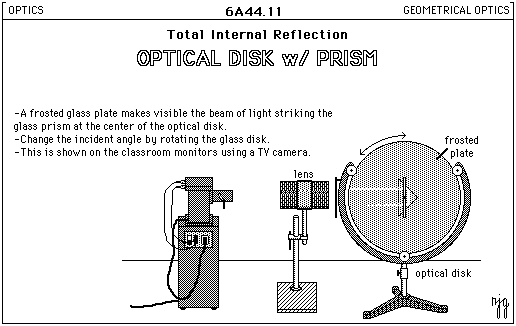 OPTICS
6A44.11
GEOMETRICAL OPTICS
Total Internal Reflection
OPTICAL DISK w/ PRISM
-A frosted glass plate makes visible the beam of light striking the
glass prism at the center of the optical disk.
-Change the incident angle by rotating the glass disk.
-This is shown on the classroom monitors using a TV camera.
frosted
plate
lens
optical disk